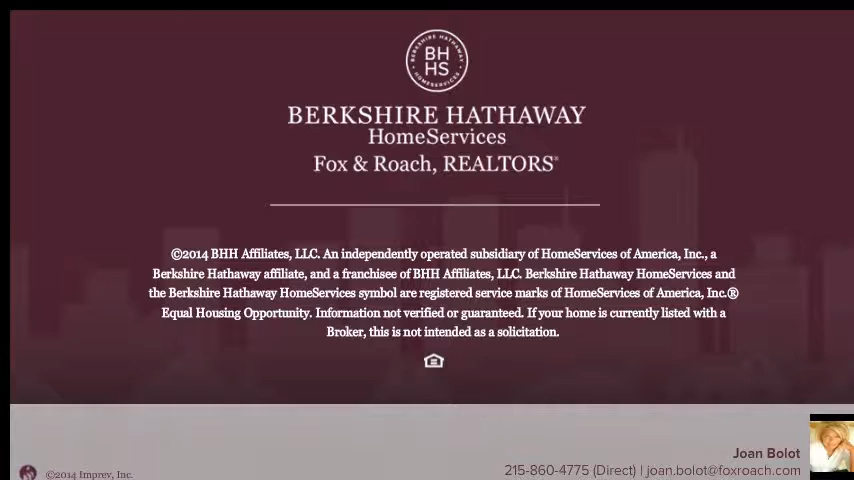 BERKSHIRE HATHAWAY HOMESERVICES
BH
HS
BERKSHIRE HATHAWAY
HomeServices
Fox & Roach, REALTORS®
©2014 BHH Affiliates, LLC. An independently operated subsidiary of HomeServices of America, Inc., a
Berkshire Hathaway affiliate, and a franchisee of BHH Affiliates, LLC. Berkshire Hathaway HomeServices and
the Berkshire Hathaway HomeServices symbol are registered service marks of HomeServices of America, Inc.®
Equal Housing Opportunity. Information not verified or guaranteed. If your home is currently listed with a
Broker, this is not intended as a solicitation.
Joan Bolot
215-860-4775 (Direct) | joan.bolot@foxroach.com
©2014 Imprev, Inc.